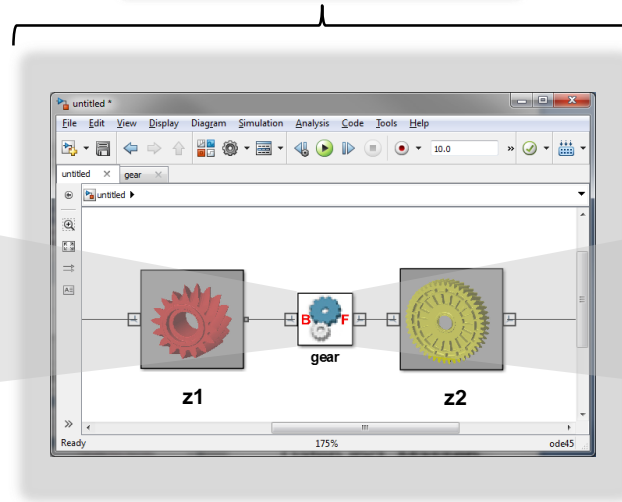 untitled *
File Edit View Display Diagram Simulation Analysis Code Tools Help
10.0
untitled gear
untitled
B F
gear
z1 z2
Ready 175% ode45